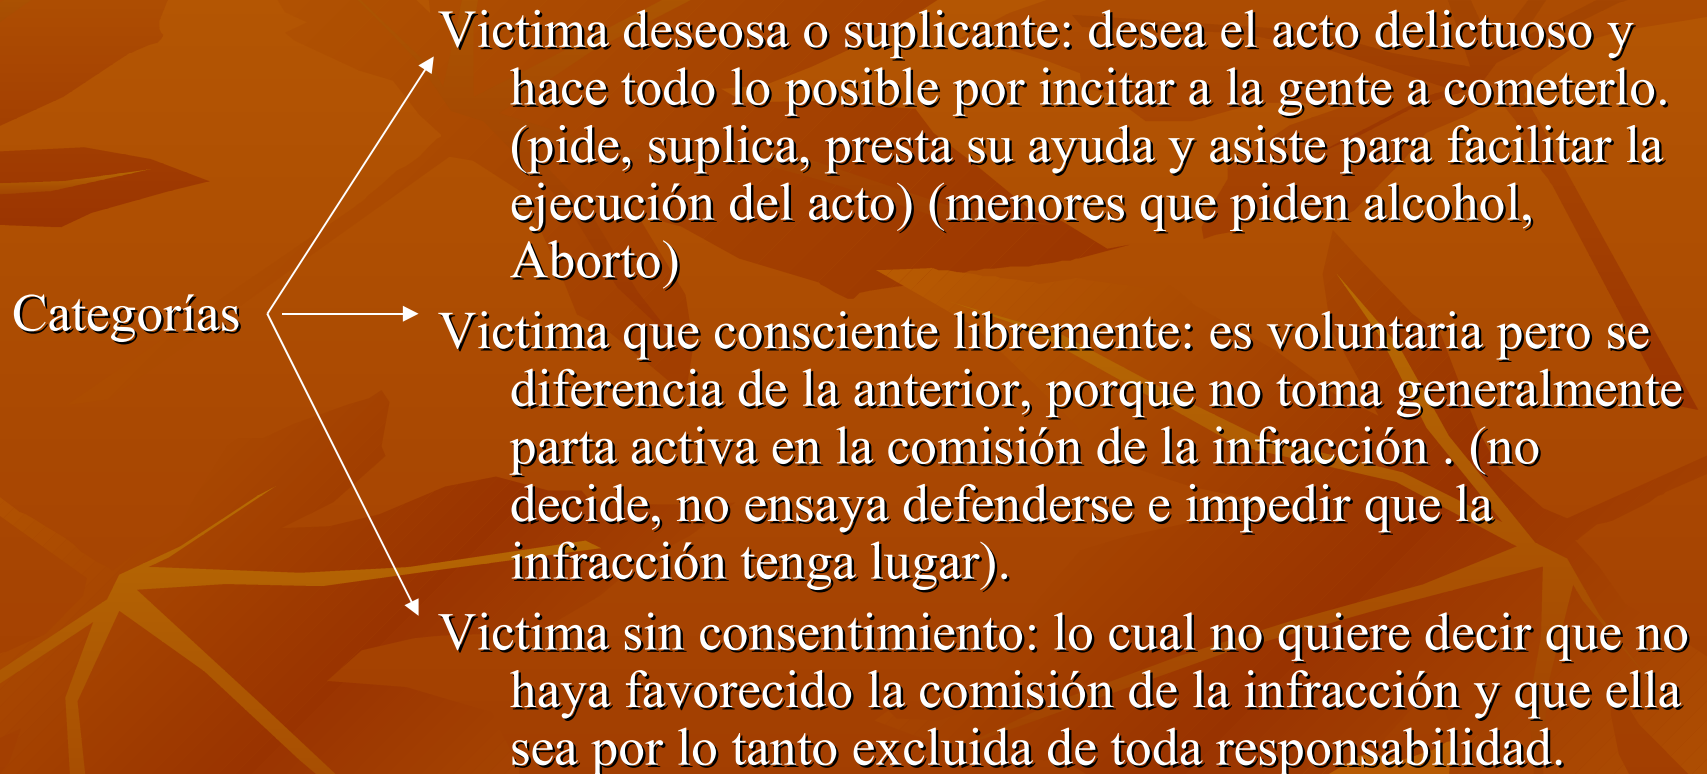 Victima deseosa o suplicante: desea el acto delictuoso y
hace todo lo posible por incitar a la gente a cometerlo.
(pide, suplica, presta su ayuda y asiste para facilitar la
ejecución del acto) (menores que piden alcohol,
Aborto)
Categorías
Victima que consciente libremente: es voluntaria pero se
diferencia de la anterior, porque no toma generalmente
parta activa en la comisión de la infracción . (no
decide, no ensaya defenderse e impedir que la
infracción tenga lugar).
Victima sin consentimiento: lo cual no quiere decir que no
haya favorecido la comisión de la infracción y que ella
sea por lo tanto excluida de toda responsabilidad.